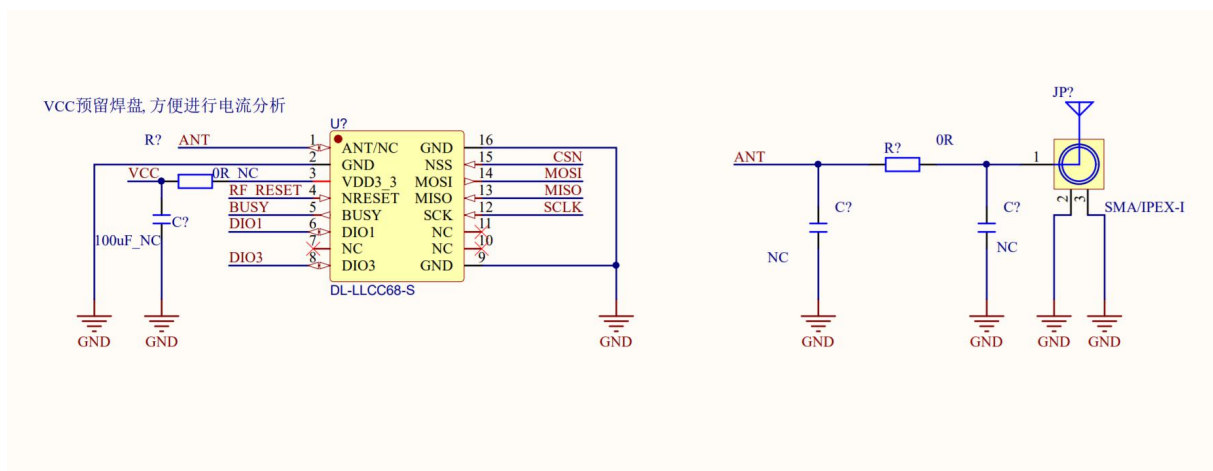 VCC预留焊盘, 方便进行电流分析
U?
R?
ANT
1
ANT/NC
GND
16
2
GND
NSS
15
CSN
VCC
0R_NC
3
VDD3_3
MOSI
14
MOSI
RF_RESET
4
NRESET
MISO
13
MISO
BUSY
5
BUSY
SCK
12
SCLK
C?
DIO1
6
DIO1
NC
11
100uF_NC
7
NC
NC
10
DIO3
8
DIO3
GND
9
DL-LLCC68-S
GND
GND
GND
JP?
ANT
R?
0R
1
C?
C?
2
3
SMA/IPEX-I
NC
NC
GND
GND
GND
GND